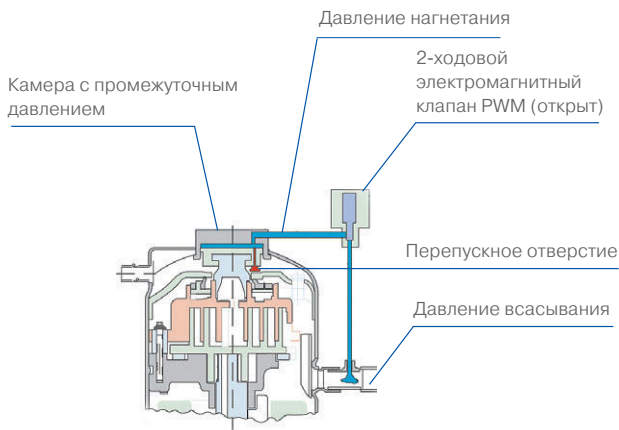 Давление нагнетания
2-ходовой
электромагнитный
клапан PWM (открыт)
Камера с промежуточным
давлением
Перепускное отверстие
Давление всасывания